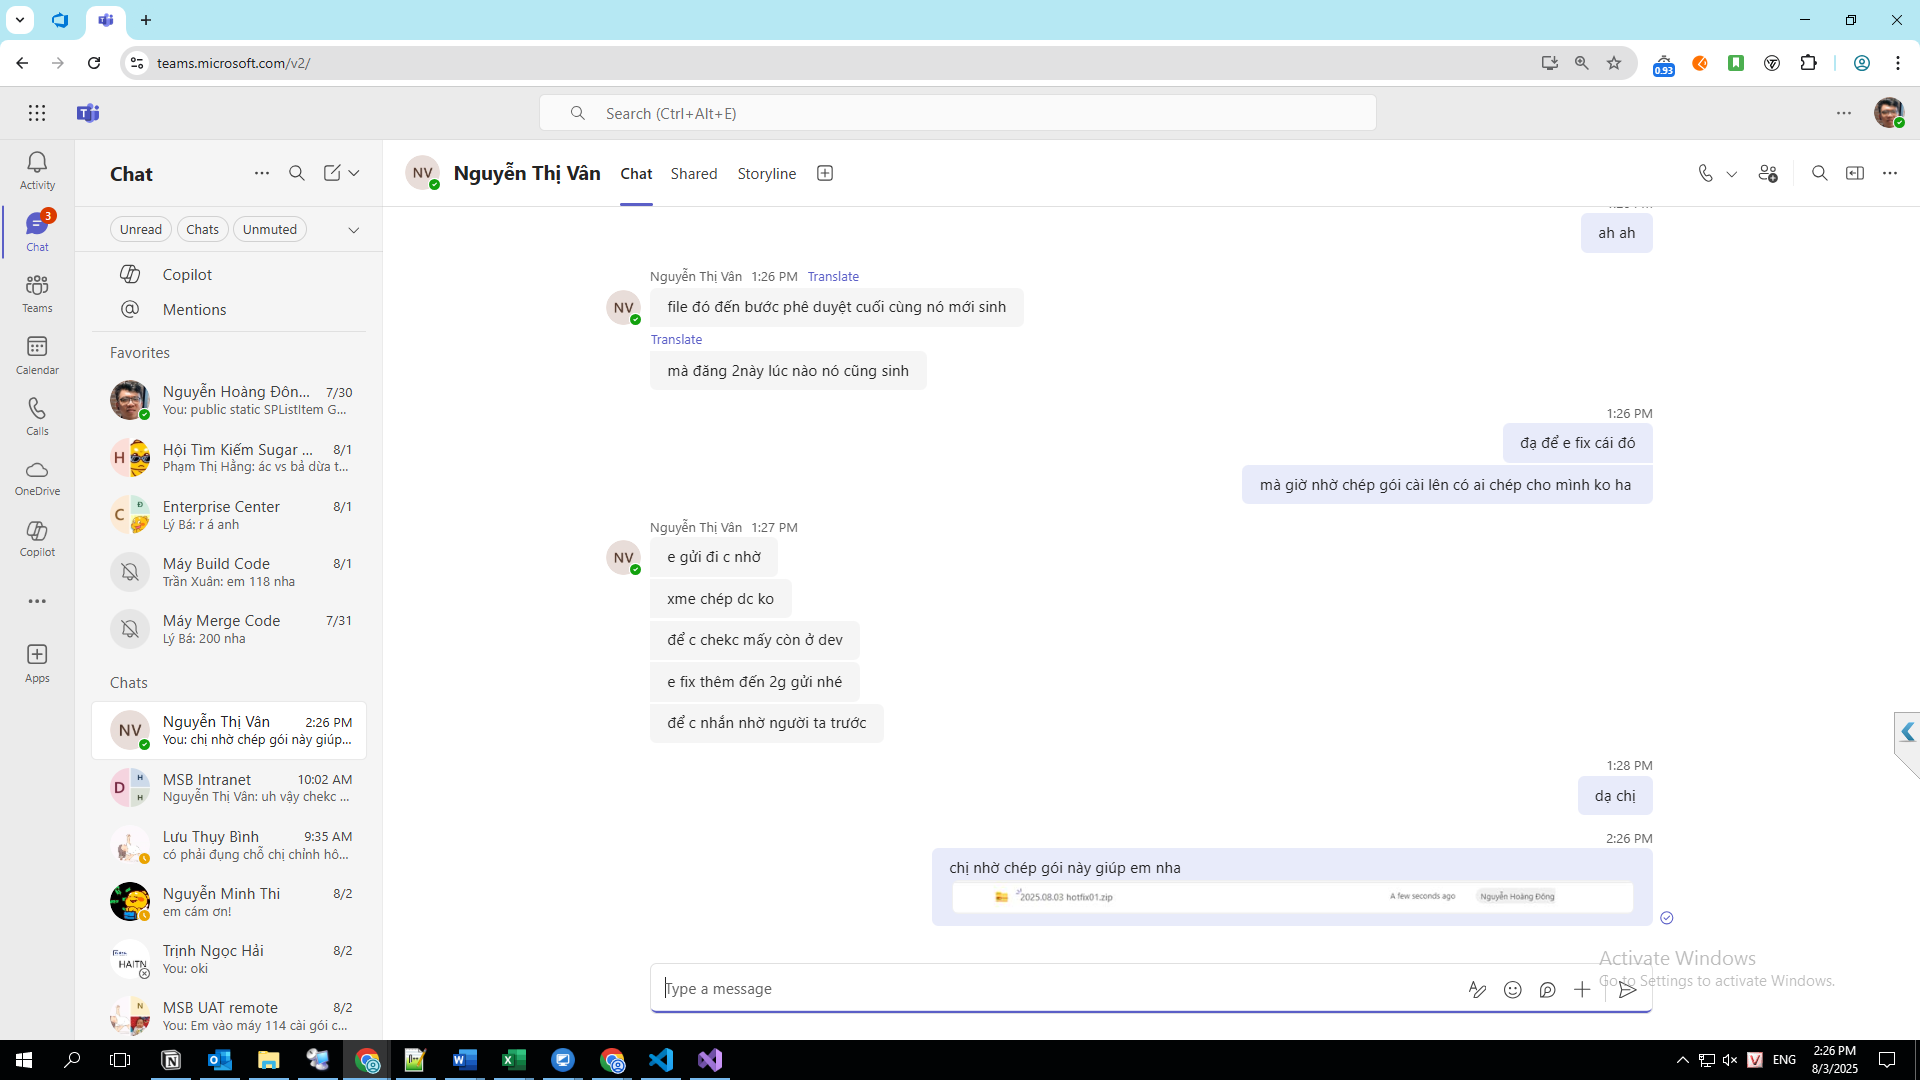 teams.microsoft.com/v2/
0.93
Search (Ctrl+Alt+E)
Activity
3
Chat
Teams
Calendar
Calls
OneDrive
Copilot
Apps
Chat
Unread
Chats
Unmuted
Copilot
Mentions
Favorites
Nguyễn Hoàng Đôn... 7/30
You: public static SPListItem G...
H
Hội Tìm Kiếm Sugar ... 8/1
Phạm Thị Hằng: ác vs bả dừa t...
C Đ
Enterprise Center 8/1
Lý Bá: r á anh
Máy Build Code 8/1
Trần Xuân: em 118 nha
Máy Merge Code 7/31
Lý Bá: 200 nha
Chats
NV
Nguyễn Thị Vân 2:26 PM
You: chị nhờ chép gói này giúp...
D H H
MSB Intranet 10:02 AM
Nguyễn Thị Vân: uh vậy chekc ...
Lưu Thụy Bình 9:35 AM
có phải đụng chỗ chị chỉnh hô...
Nguyễn Minh Thi 8/2
em cám ơn!
HAITN
Trịnh Ngọc Hải 8/2
You: oki
N
MSB UAT remote 8/2
You: Em vào máy 114 cài gói c...
NV
Nguyễn Thị Vân
Chat
Shared
Storyline
ah ah
Nguyễn Thị Vân 1:26 PM Translate
NV
file đó đến bước phê duyệt cuối cùng nó mới sinh
Translate
mà đăng 2này lúc nào nó cũng sinh
1:26 PM
đạ để e fix cái đó
mà giờ nhờ chép gói cài lên có ai chép cho mình ko ha
Nguyễn Thị Vân 1:27 PM
NV
e gửi đi c nhờ
xme chép dc ko
để c chekc mấy còn ở dev
e fix thêm đến 2g gửi nhé
để c nhắn nhờ người ta trước
1:28 PM
dạ chị
2:26 PM
chị nhờ chép gói này giúp em nha
2025.08.03 hotfix01.zip A few seconds ago Nguyễn Hoàng Đông
Type a message
Activate Windows
Go to Settings to activate Windows.
ENG
2:26 PM
8/3/2025